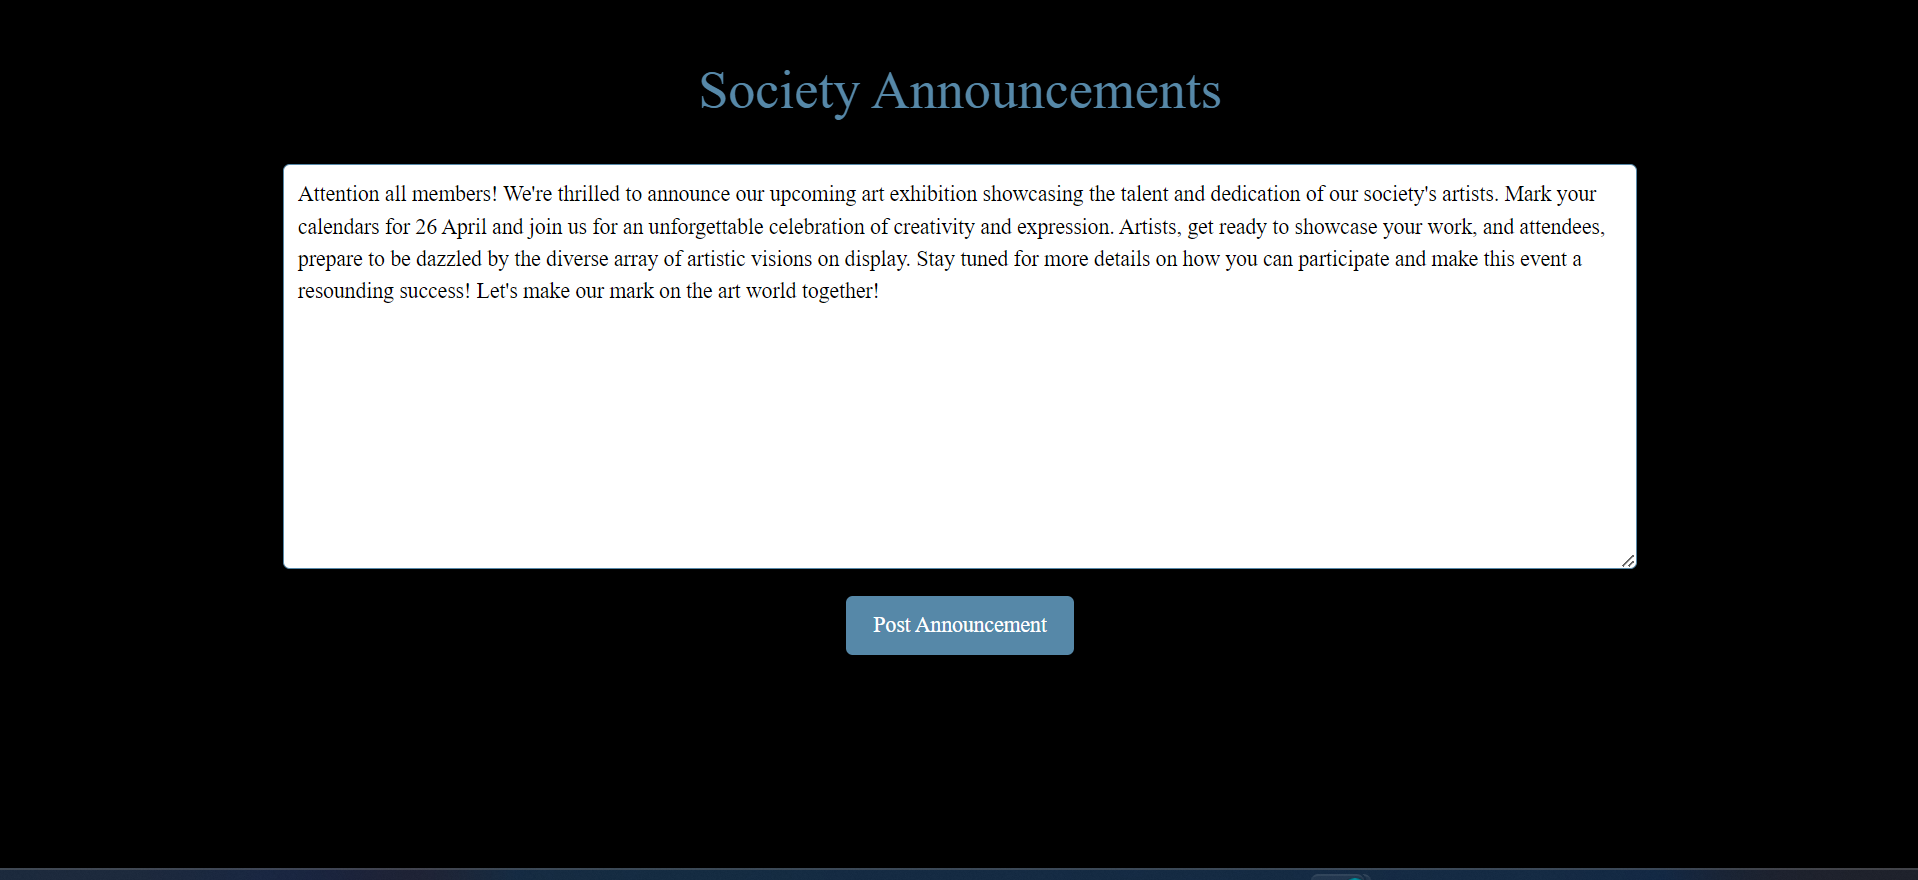 Society Announcements
Attention all members! We're thrilled to announce our upcoming art exhibition showcasing the talent and dedication of our society's artists. Mark your
calendars for 26 April and join us for an unforgettable celebration of creativity and expression. Artists, get ready to showcase your work, and attendees,
prepare to be dazzled by the diverse array of artistic visions on display. Stay tuned for more details on how you can participate and make this event a
resounding success! Let's make our mark on the art world together!
Post Announcement